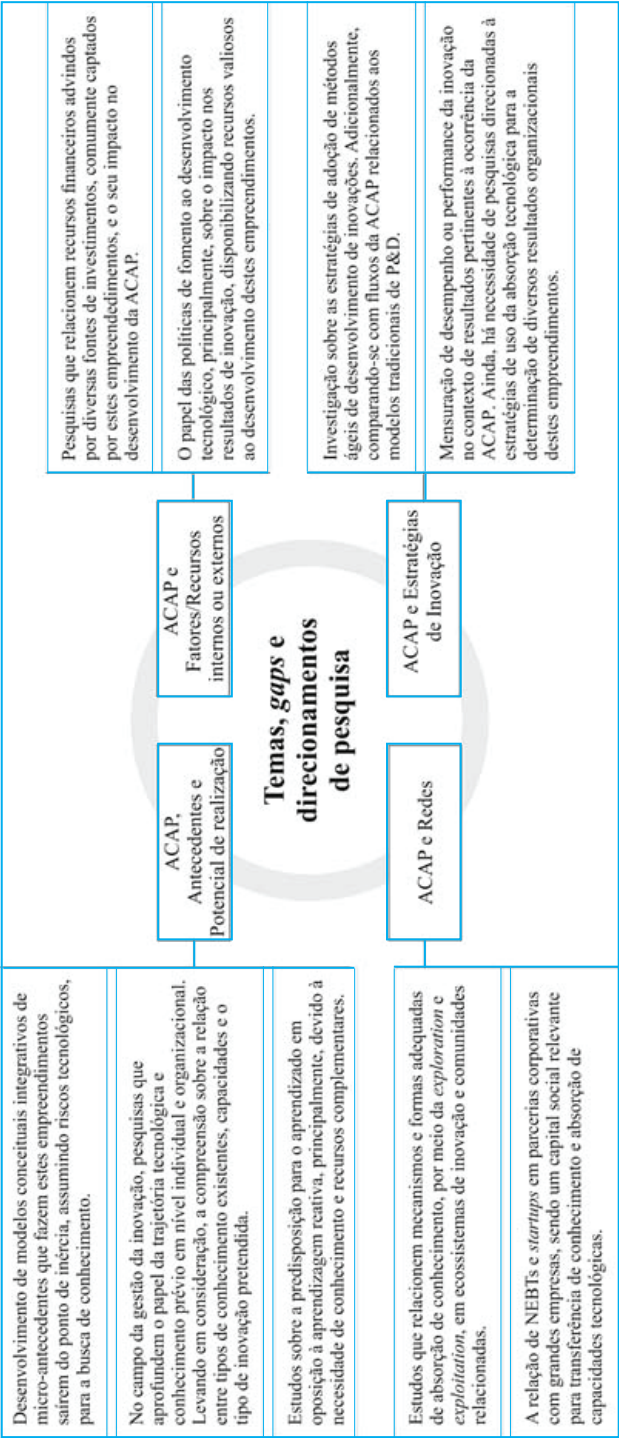 Desenvolvimento de modelos conceituais integrativos de
micro-antecedentes que fazem estes empreendimentos
saírem do ponto de inércia, assumindo riscos tecnológicos,
para a busca de conhecimento.
No campo da gestão da inovação, pesquisas que
aprofundem o papel da trajetória tecnológica e
conhecimento prévio em nível individual e organizacional.
Levando em consideração, a compreensão sobre a relação
entre tipos de conhecimento existentes, capacidades e o
tipo de inovação pretendida.
Estudos sobre a predisposição para o aprendizado em
oposição à aprendizagem reativa, principalmente, devido à
necesidade de conhecimento e recursos complementares.
Estudos que relacionem mecanismos e formas adequadas
de absorção de conhecimento, por meio da exploration e
exploitation, em ecossistemas de inovação e comunidades
relacionadas.
A relação de NEBTs e startups em parcerias corporativas
com grandes empresas, sendo um capital social relevante
para transferência de conhecimento e absorção de
capacidades tecnológicas.
ACAP,
Antecedentes e
Potencial de realização
ACAP e Redes
Temas, gaps e
direcionamentos
de pesquisa
ACAP e
Fatores/Recursos
internos ou externos
ACAP e Estratégias
de Inovação
Pesquisas que relacionem recursos financeiros advindos
por diversas fontes de investimentos, comumente captados
por estes empreendedimentos, e o seu impacto no
desenvolvimento da ACAP.
O papel das políticas de fomento ao desenvolvimento
tecnológico, principalmente, sobre o impacto nos
resultados de inovação, disponibilizando recursos valiosos
ao desenvolvimento destes empreendimentos.
Investigação sobre as estratégias de adoção de métodos
ágeis de desenvolvimento de inovações. Adicionalmente,
comparando-se com fluxos da ACAP relacionados aos
modelos tradicionais de P&D.
Mensuração de desempenho ou performance da inovação
no contexto de resultados pertinentes à ocorrência da
ACAP. Ainda, há necessidade de pesquisas direcionadas à
estratégias de uso da absorção tecnológica para a
determinação de diversos resultados organizacionais
destes empreendimentos.